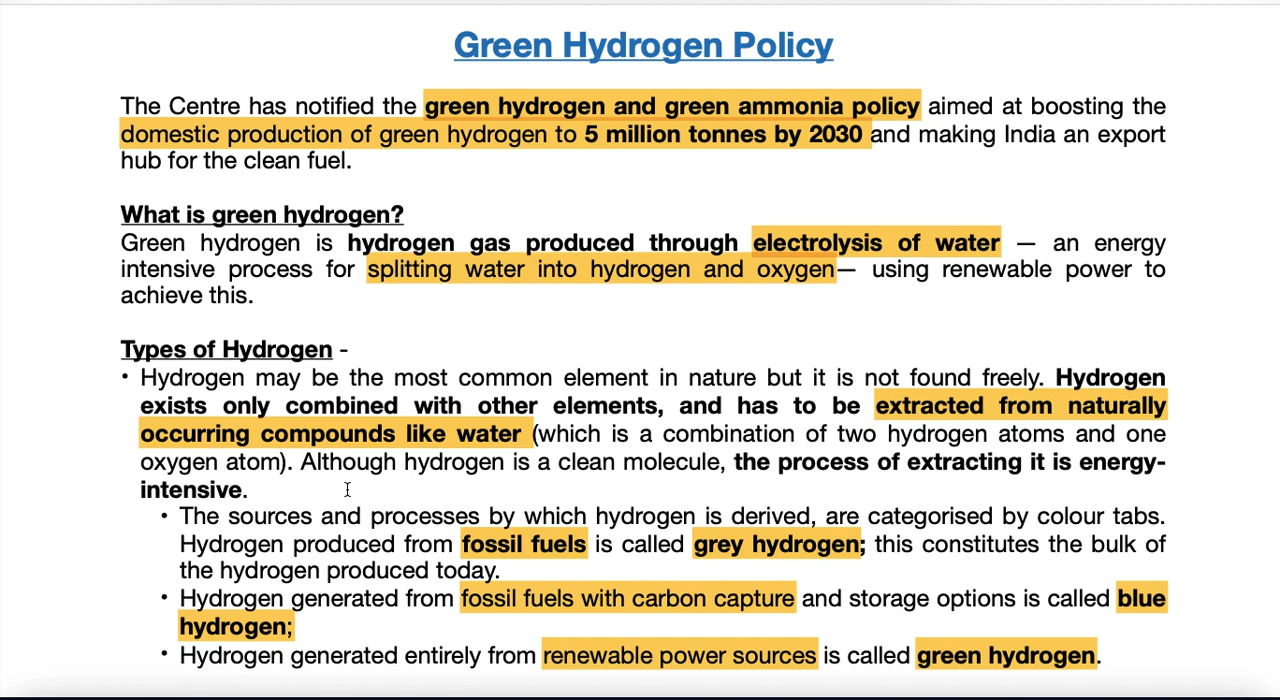 Green Hydrogen Policy
The Centre has notified the green hydrogen and green ammonia policy aimed at boosting the
domestic production of green hydrogen to 5 million tonnes by 2030 and making India an export
hub for the clean fuel.
What is green hydrogen?
Green hydrogen is hydrogen gas produced through electrolysis of water — an energy
intensive process for splitting water into hydrogen and oxygen— using renewable power to
achieve this.
Types of Hydrogen -
• Hydrogen may be the most common element in nature but it is not found freely. Hydrogen
exists only combined with other elements, and has to be extracted from naturally
occurring compounds like water (which is a combination of two hydrogen atoms and one
oxygen atom). Although hydrogen is a clean molecule, the process of extracting it is energy-
intensive.
• The sources and processes by which hydrogen is derived, are categorised by colour tabs.
Hydrogen produced from fossil fuels is called grey hydrogen; this constitutes the bulk of
the hydrogen produced today.
• Hydrogen generated from fossil fuels with carbon capture and storage options is called blue
hydrogen;
• Hydrogen generated entirely from renewable power sources is called green hydrogen.